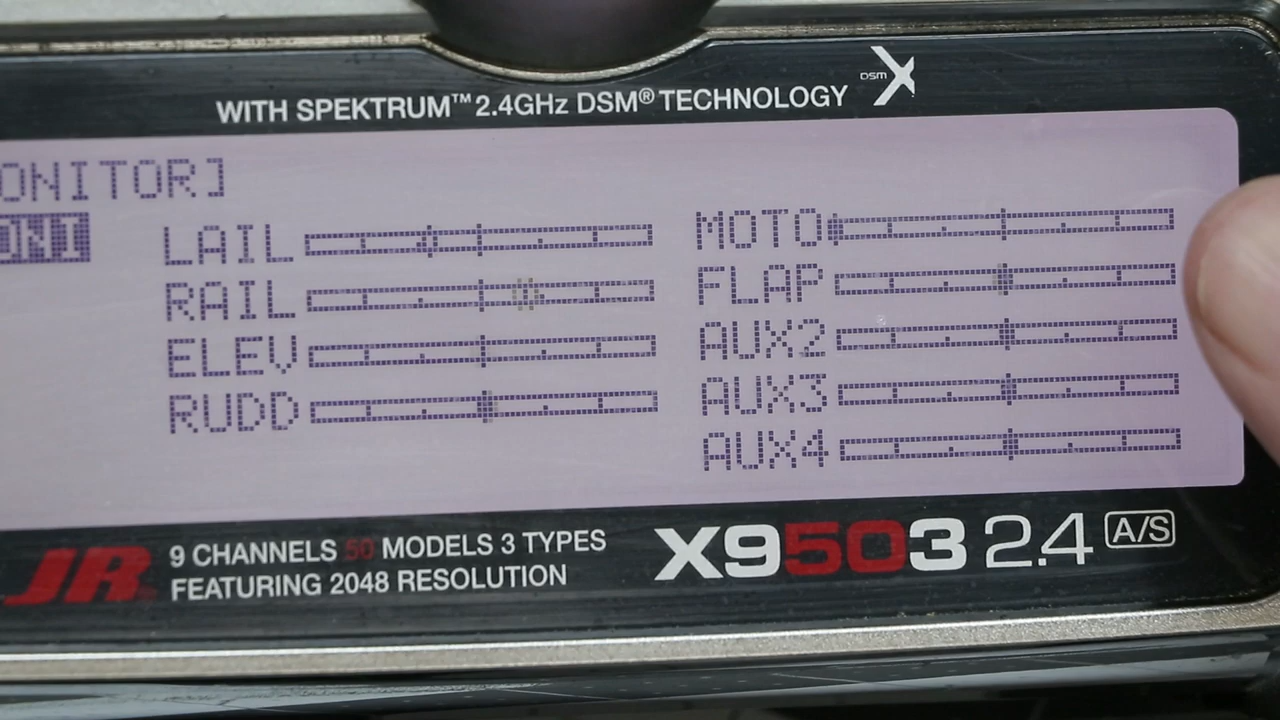 WITH SPEKTRUM™ 2.4GHz DSM® TECHNOLOGY
DSM X
ONITOR]
ONI
LAIL
RAIL
ELEV
RUDD
MOTO
FLAP
AUX2
AUX3
AUX4
JR
9 CHANNELS 50 MODELS 3 TYPES
FEATURING 2048 RESOLUTION
X9503 2.4 A/S